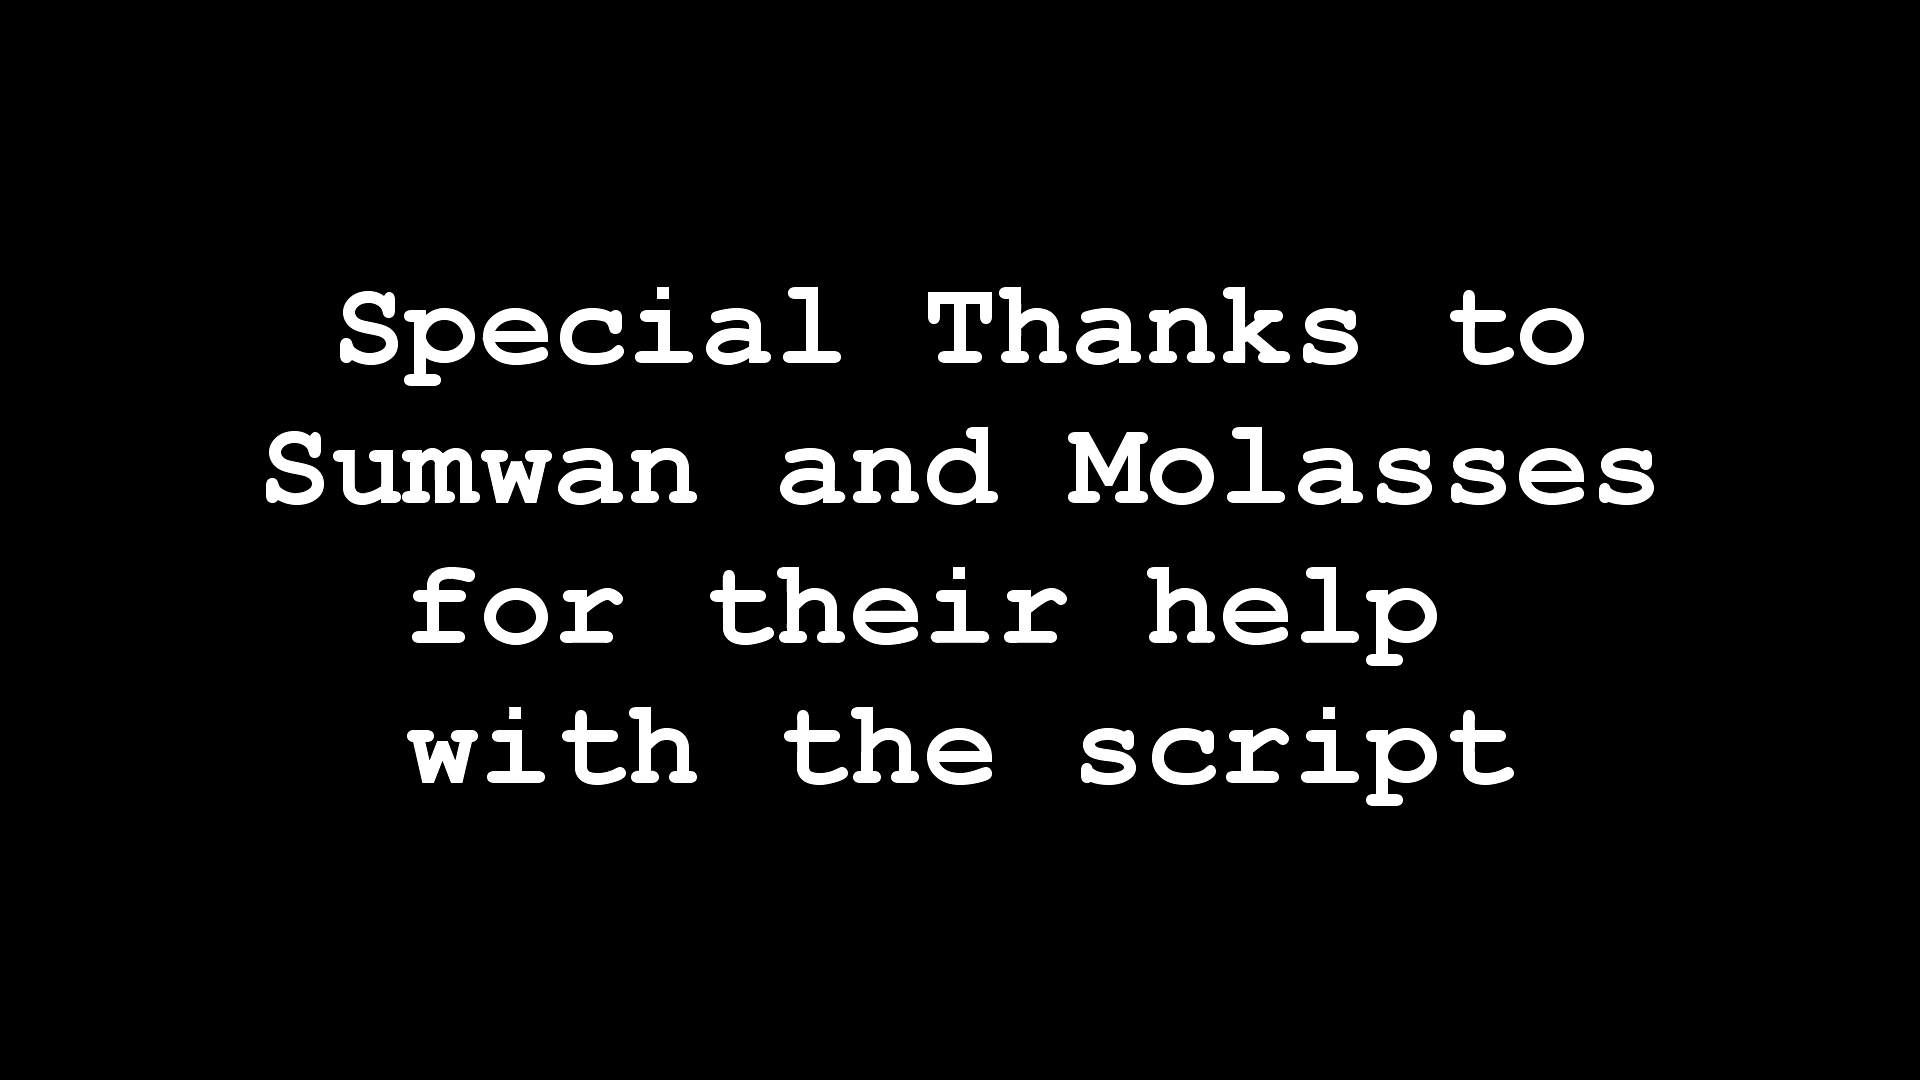 Special Thanks to
Sumwan and Molasses
for their help
with the script